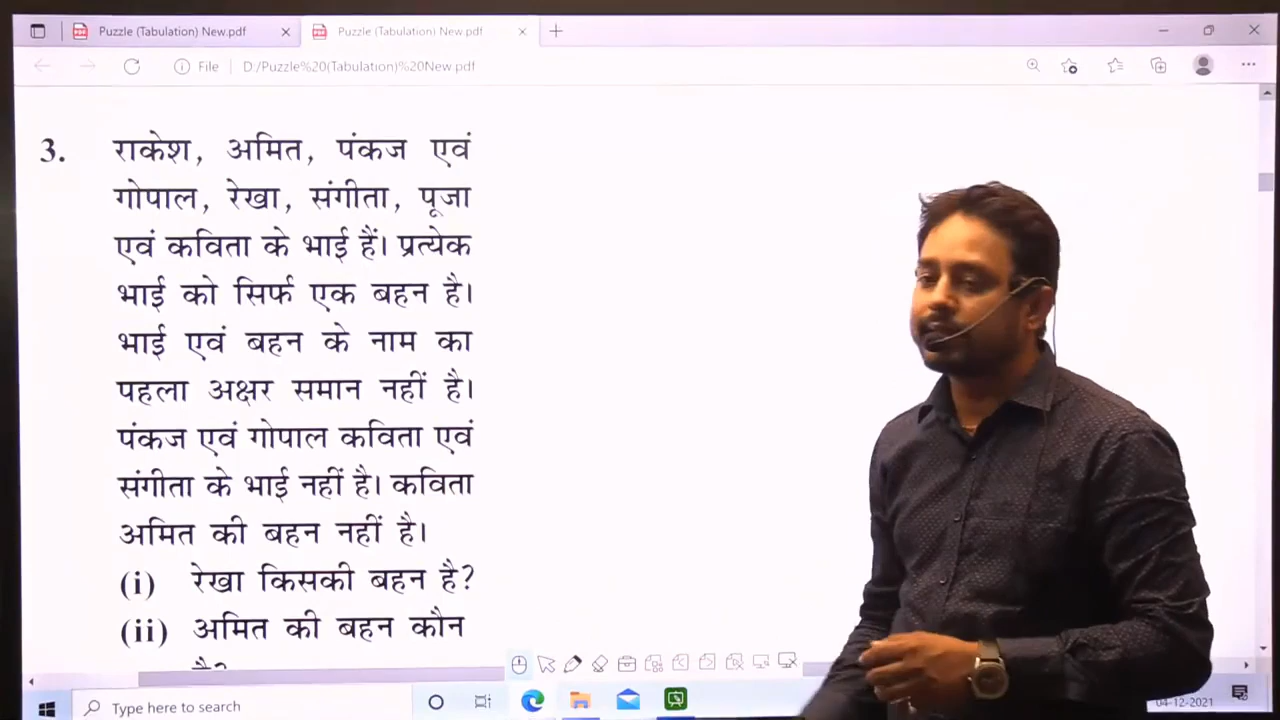 Puzzle (Tabulation) New.pdf
Puzzle (Tabulation) New.pdf
File
D:/Puzzle%20(Tabulation)%20New.pdf
3. राकेश, अमित, पंकज एवं
गोपाल, रेखा, संगीता, पूजा
एवं कविता के भाई हैं। प्रत्येक
भाई को सिर्फ एक बहन है।
भाई एवं बहन के नाम का
पहला अक्षर समान नहीं है।
पंकज एवं गोपाल कविता एवं
संगीता के भाई नहीं है। कविता
अमित की बहन नहीं है।
(i) रेखा किसकी बहन है?
(ii) अमित की बहन कौन
Type here to search
04-12-2021